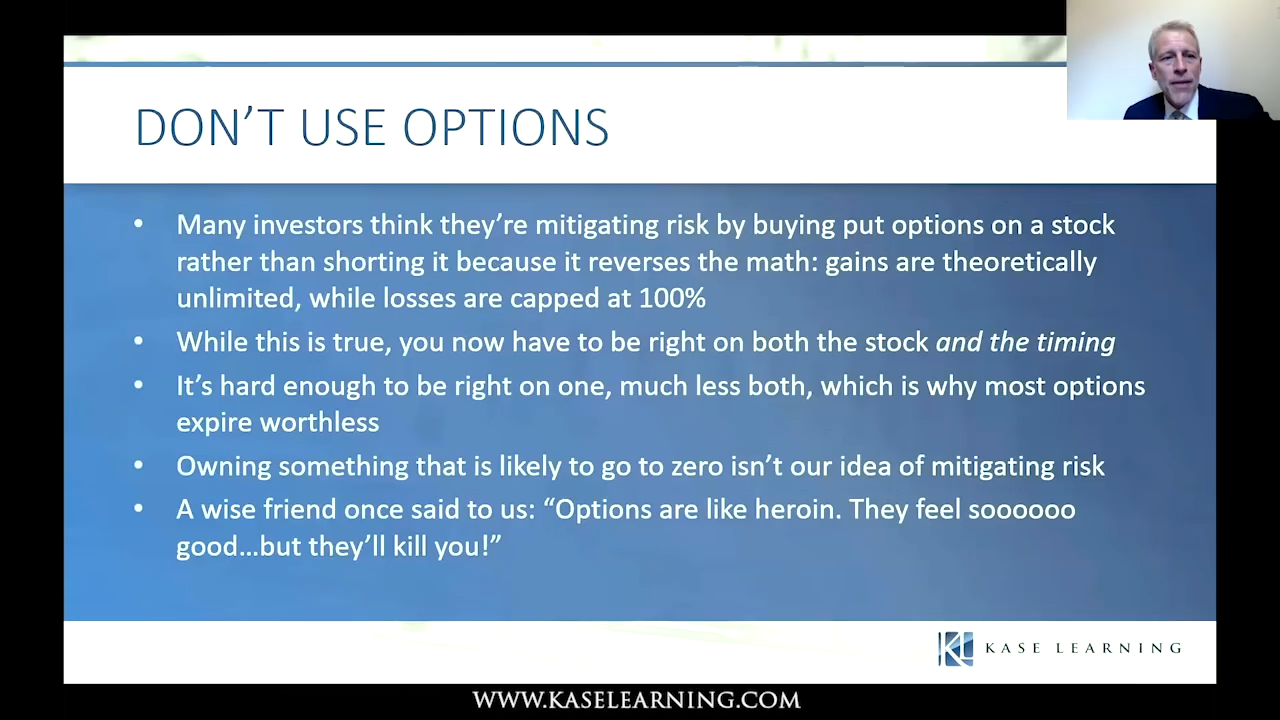 DON’T USE OPTIONS
• Many investors think they’re mitigating risk by buying put options on a stock
rather than shorting it because it reverses the math: gains are theoretically
unlimited, while losses are capped at 100%
• While this is true, you now have to be right on both the stock and the timing
• It’s hard enough to be right on one, much less both, which is why most options
expire worthless
• Owning something that is likely to go to zero isn’t our idea of mitigating risk
• A wise friend once said to us: “Options are like heroin. They feel soooooo
good…but they’ll kill you!”
KL KASE LEARNING
WWW.KASELEARNING.COM